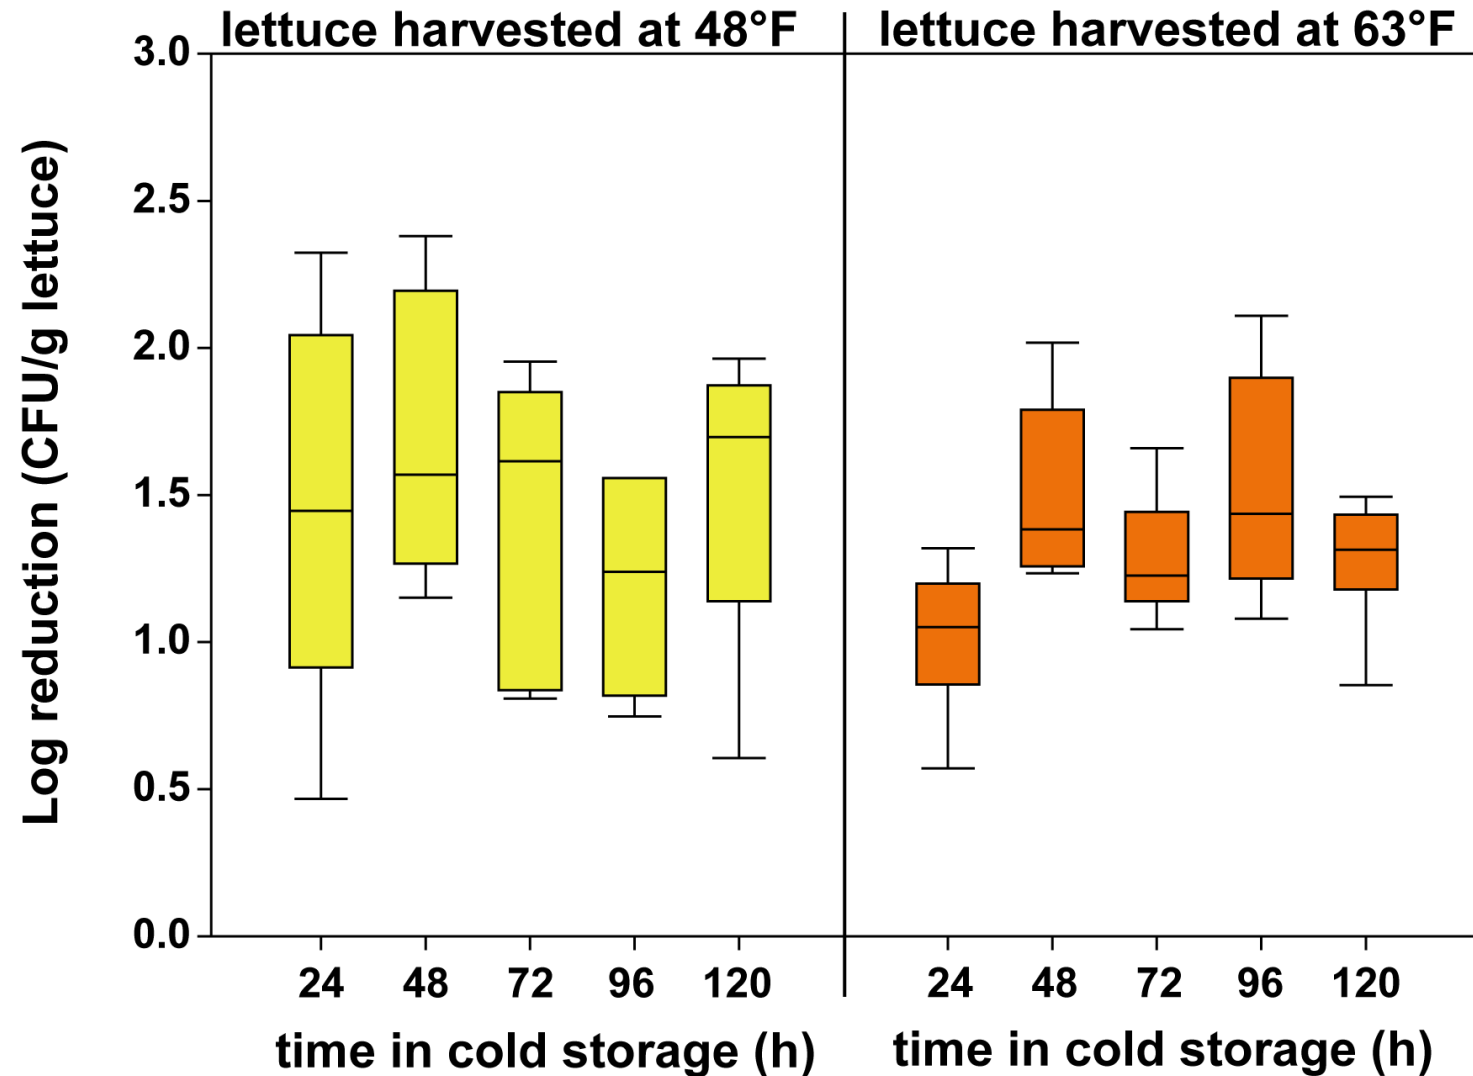 lettuce harvested at 48°F
lettuce harvested at 63°F
Log reduction (CFU/g lettuce)
3.0
2.5
2.0
1.5
1.0
0.5
0.0
24 48 72 96 120
24 48 72 96 120
time in cold storage (h)
time in cold storage (h)